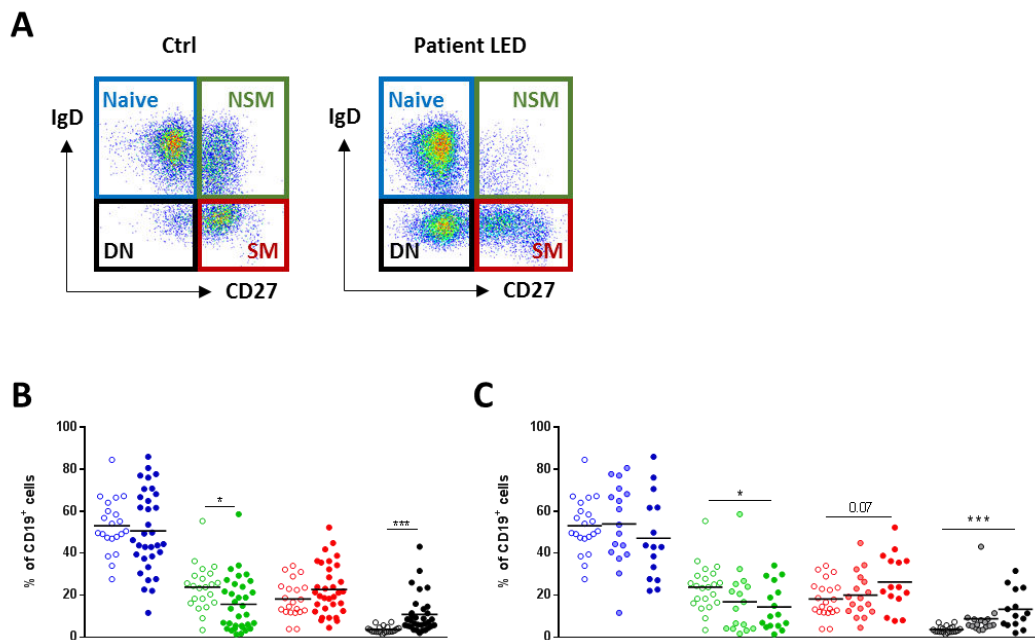 A
Ctrl
Patient LED
Naive NSM
IgD
DN SM
CD27
Naive NSM
IgD
DN SM
CD27
B
% of CD19+ cells
100
80
60
40
20
0
*
***
C
% of CD19+ cells
100
80
60
40
20
0
*
0.07
***